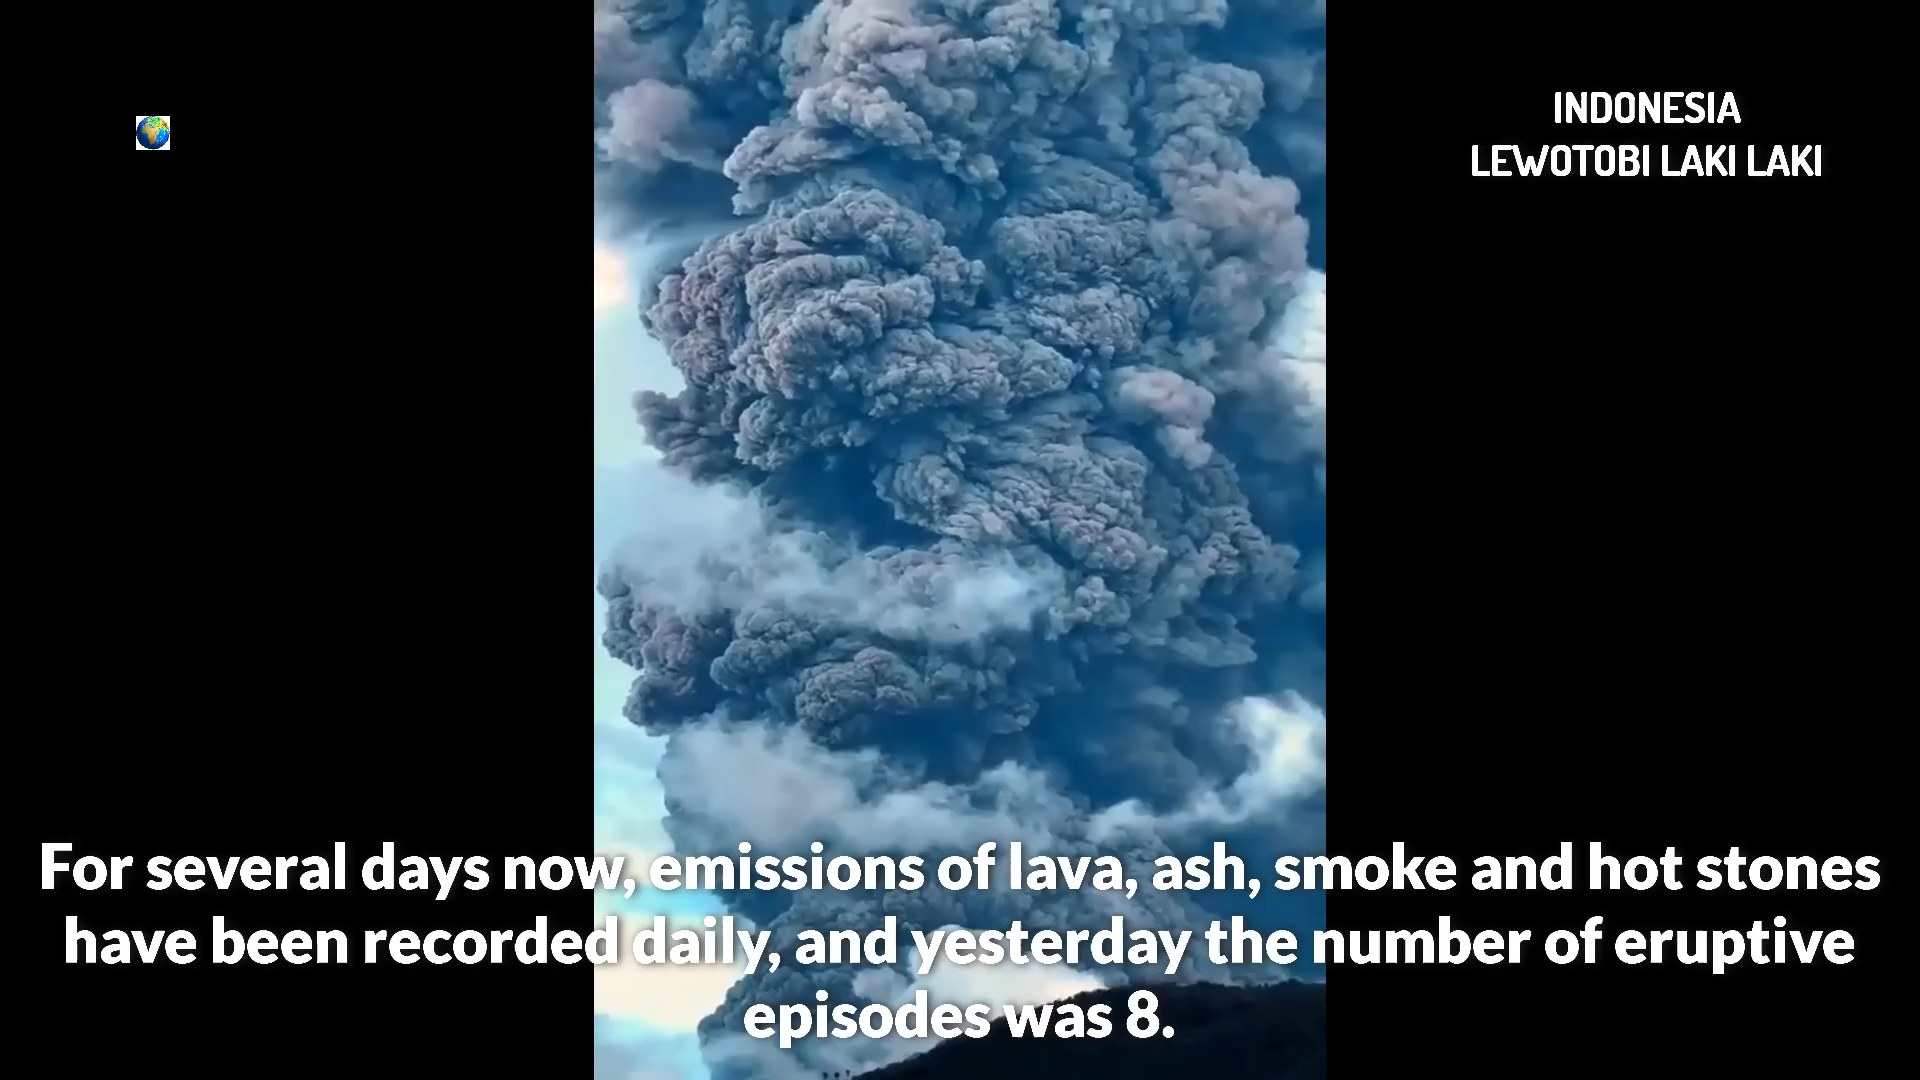 INDONESIA
LEWOTOBI LAKI LAKI
For several days now, emissions of lava, ash, smoke and hot stones
have been recorded daily, and yesterday the number of eruptive
episodes was 8.